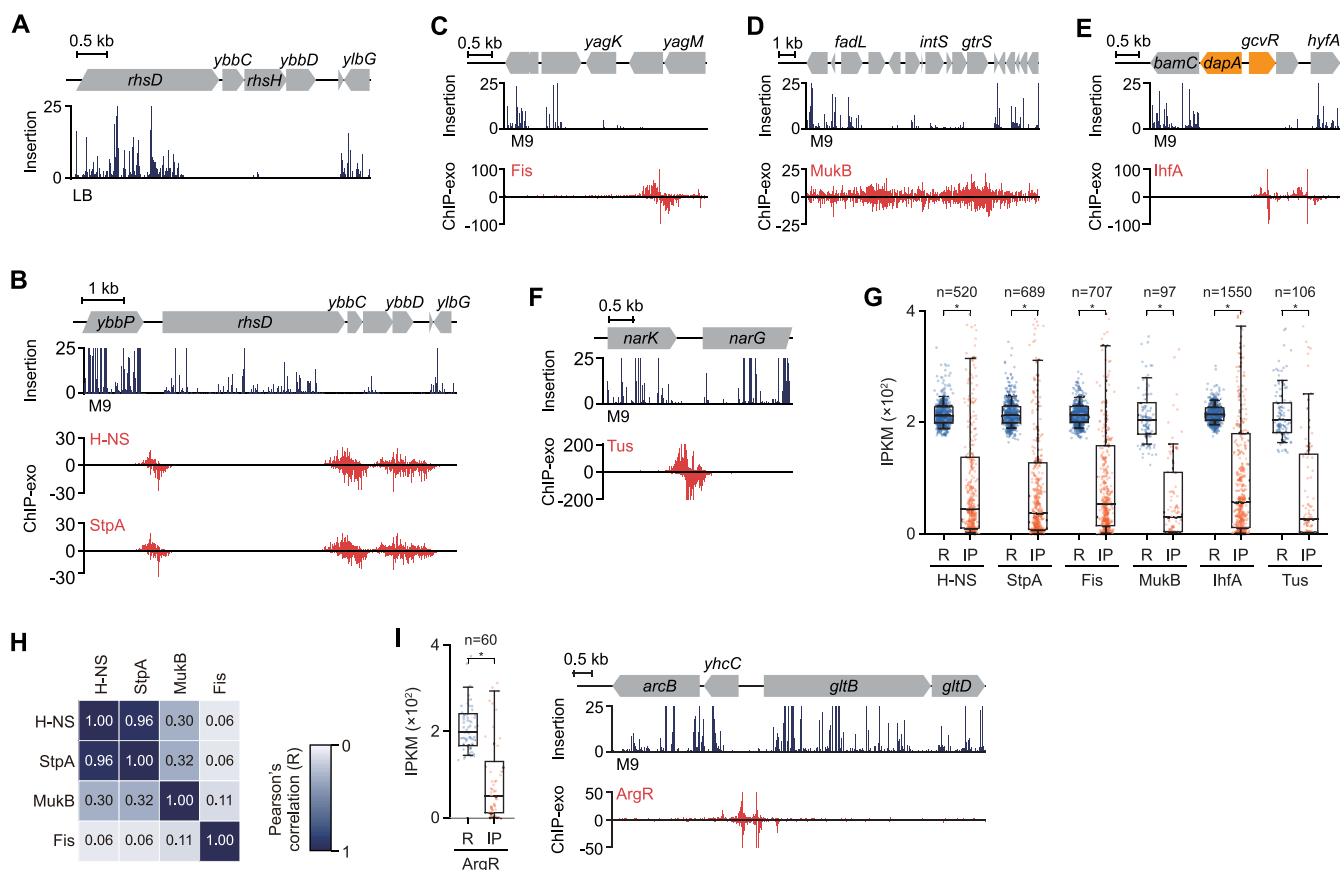 A
0.5 kb
rhsD
ybbC
rhsH
ybbD
ylbG
Insertion
25
0
LB
B
1 kb
ybbP
rhsD
ybbC
ybbD
ylbG
Insertion
25
0
M9
ChIP-exo
30
0
-30
H-NS
30
0
-30
StpA
C
0.5 kb
yagK
yagM
Insertion
25
0
M9
ChIP-exo
100
0
-100
Fis
D
1 kb
fadL
intS
gtrS
Insertion
25
0
M9
ChIP-exo
25
0
-25
MukB
E
0.5 kb
bamC
dapA
gcvR
hyfA
Insertion
25
0
M9
ChIP-exo
100
0
-100
IhfA
F
0.5 kb
narK
narG
Insertion
25
0
M9
ChIP-exo
200
0
-200
Tus
G
n=520 n=689 n=707 n=97 n=1550 n=106
* * * * * *
IPKM (×10²)
4
2
0
R IP R IP R IP R IP R IP R IP
H-NS StpA Fis MukB IhfA Tus
H
H-NS StpA MukB Fis
H-NS 1.00 0.96 0.30 0.06
StpA 0.96 1.00 0.32 0.06
MukB 0.30 0.32 1.00 0.11
Fis 0.06 0.06 0.11 1.00
Pearson's
correlation (R)
0
1
I
n=60
*
IPKM (×10²)
4
2
0
R IP
ArgR
0.5 kb
arcB
yhcC
gltB
gltD
Insertion
25
0
M9
ChIP-exo
50
0
-50
ArgR